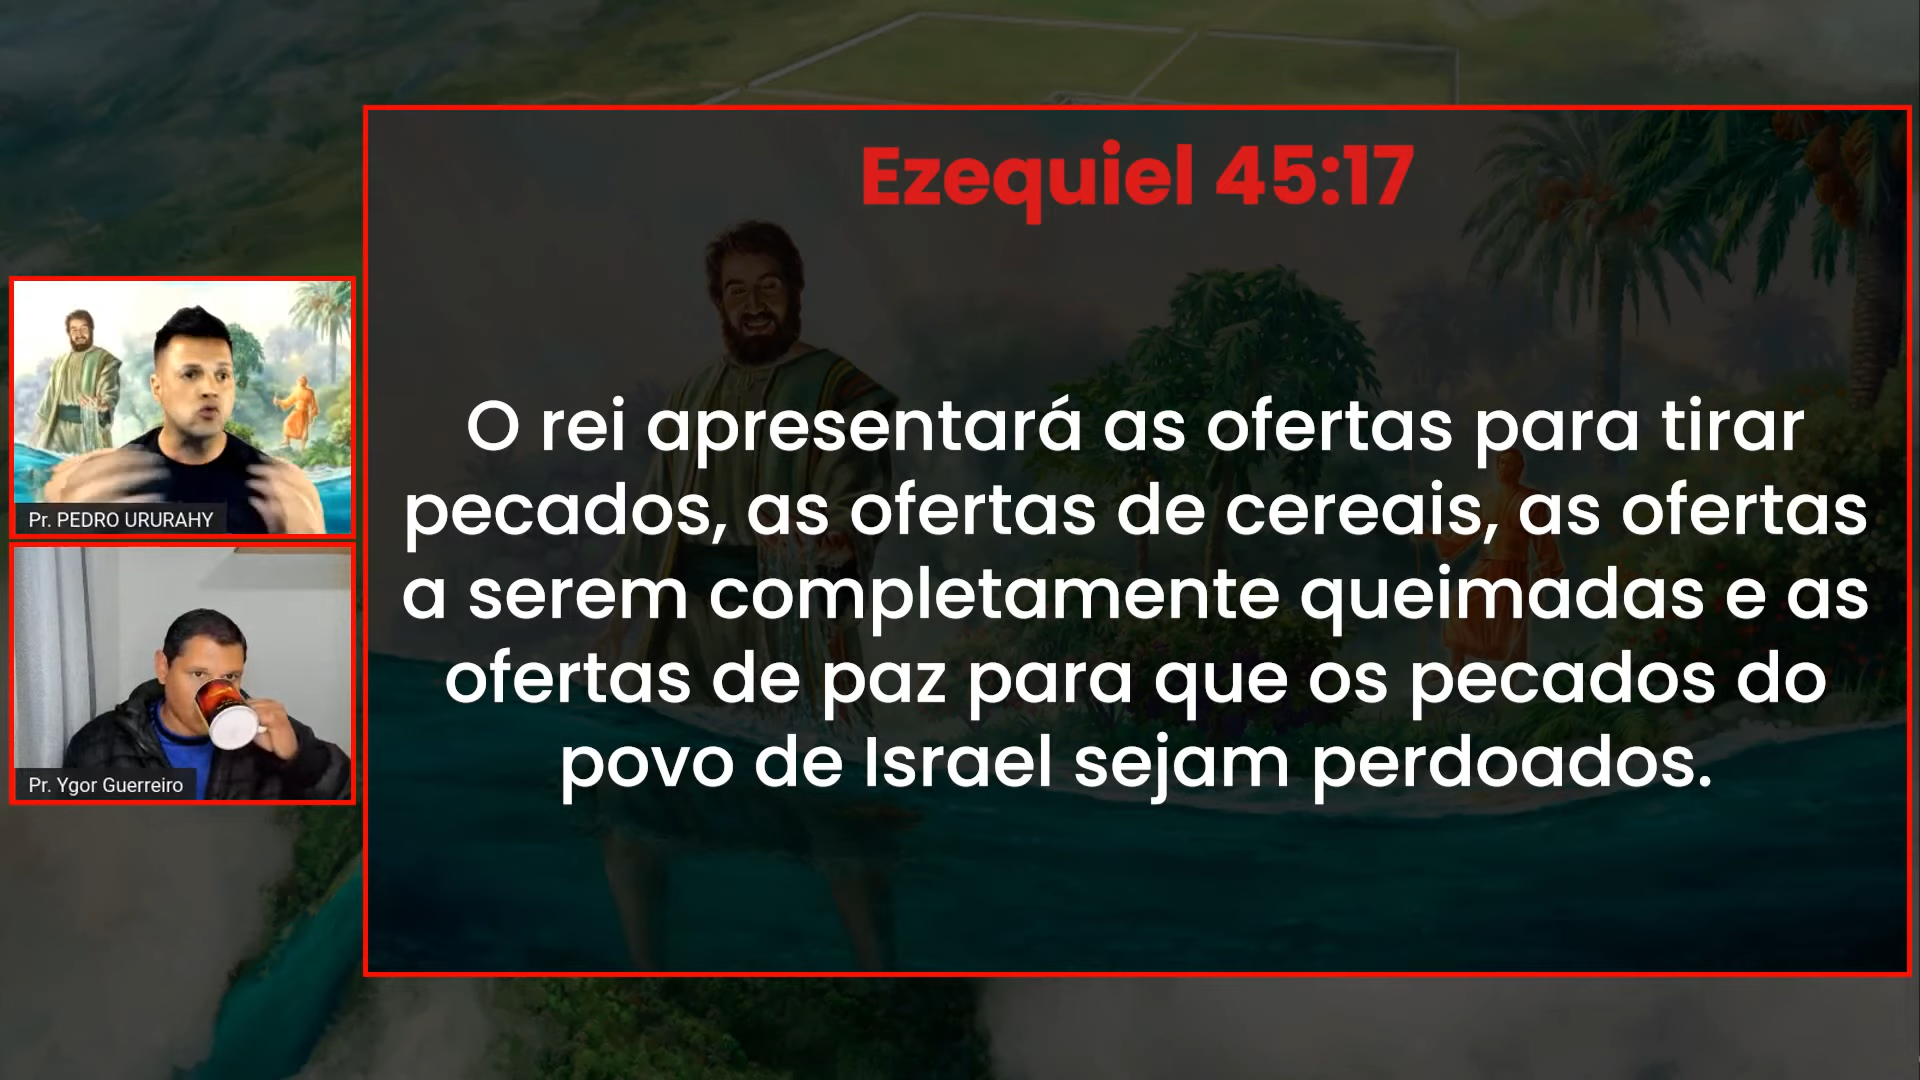 Ezequiel 45:17
O rei apresentará as ofertas para tirar
pecados, as ofertas de cereais, as ofertas
a serem completamente queimadas e as
ofertas de paz para que os pecados do
povo de Israel sejam perdoados.
Pr. PEDRO URURAHY
Pr. Ygor Guerreiro